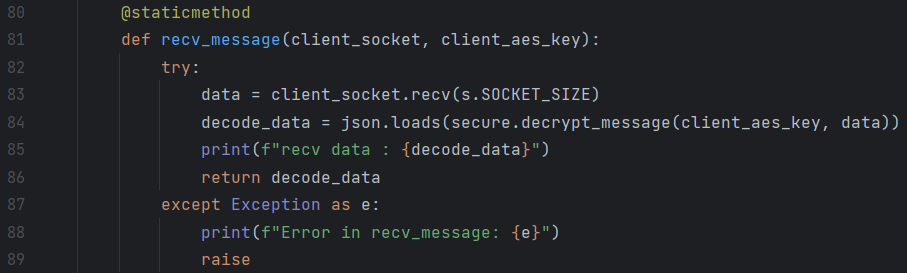 80 @staticmethod
81 def recv_message(client_socket, client_aes_key):
82 try:
83 data = client_socket.recv(s.SOCKET_SIZE)
84 decode_data = json.loads(secure.decrypt_message(client_aes_key, data))
85 print(f"recv data : {decode_data}")
86 return decode_data
87 except Exception as e:
88 print(f"Error in recv_message: {e}")
89 raise